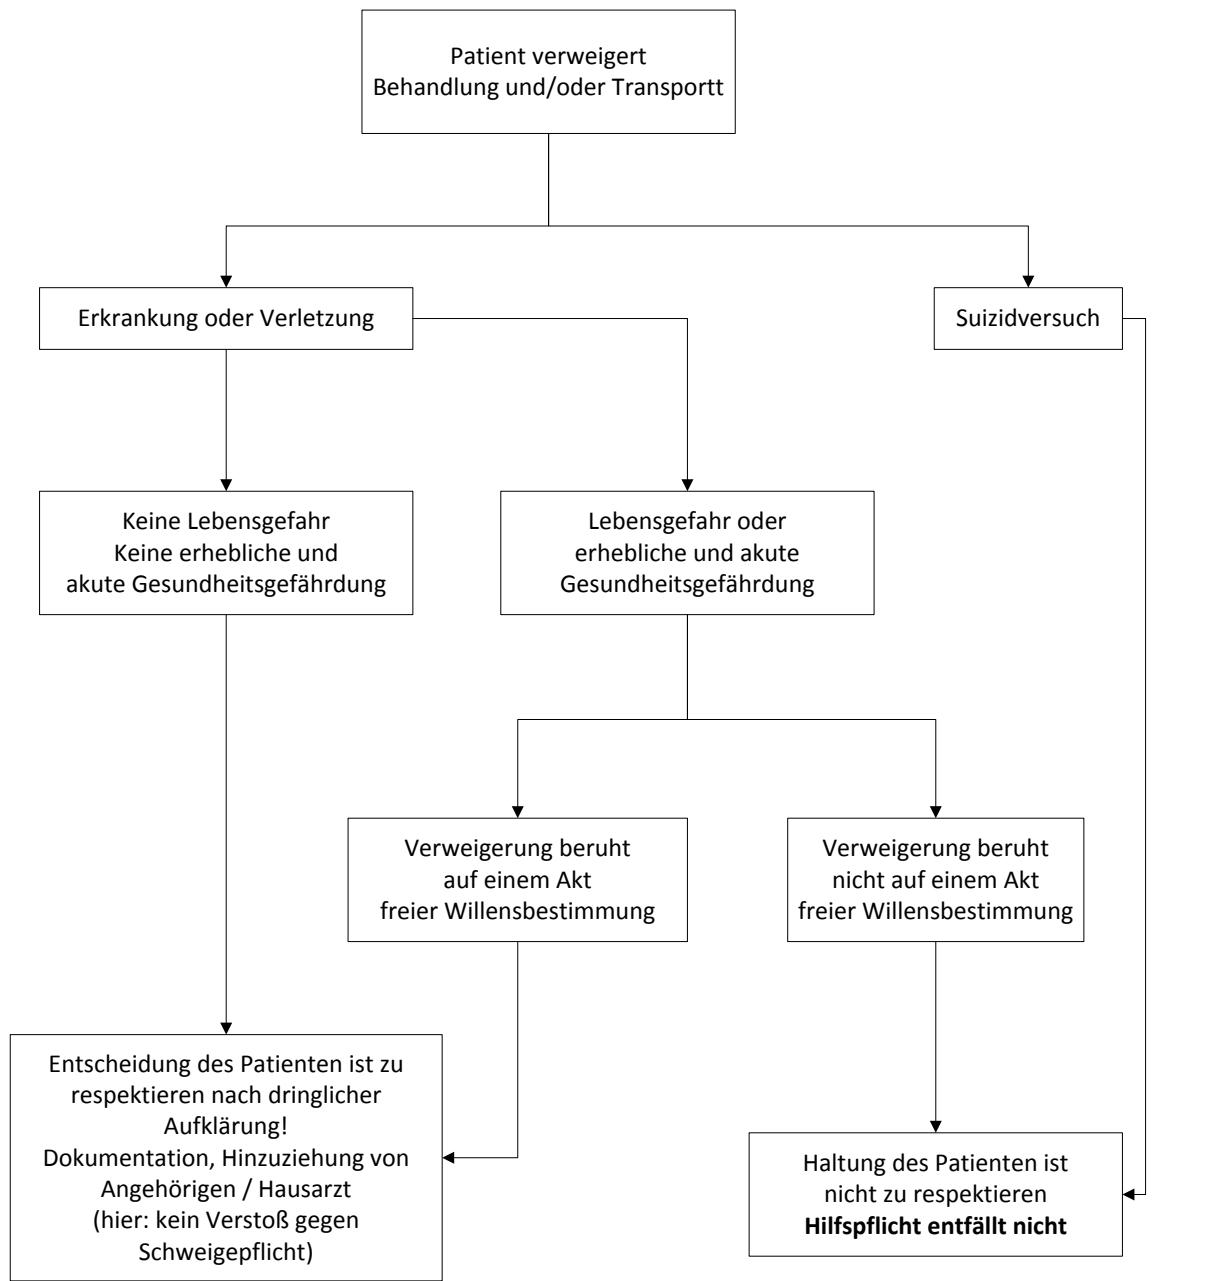 Patient verweigert
Behandlung und/oder Transportt
Erkrankung oder Verletzung
Suizidversuch
Keine Lebensgefahr
Keine erhebliche und
akute Gesundheitsgefährdung
Lebensgefahr oder
erhebliche und akute
Gesundheitsgefährdung
Verweigerung beruht
auf einem Akt
freier Willensbestimmung
Verweigerung beruht
nicht auf einem Akt
freier Willensbestimmung
Entscheidung des Patienten ist zu
respektieren nach dringlicher
Aufklärung!
Dokumentation, Hinzuziehung von
Angehörigen / Hausarzt
(hier: kein Verstoß gegen
Schweigepflicht)
Haltung des Patienten ist
nicht zu respektieren
Hilfspflicht entfällt nicht